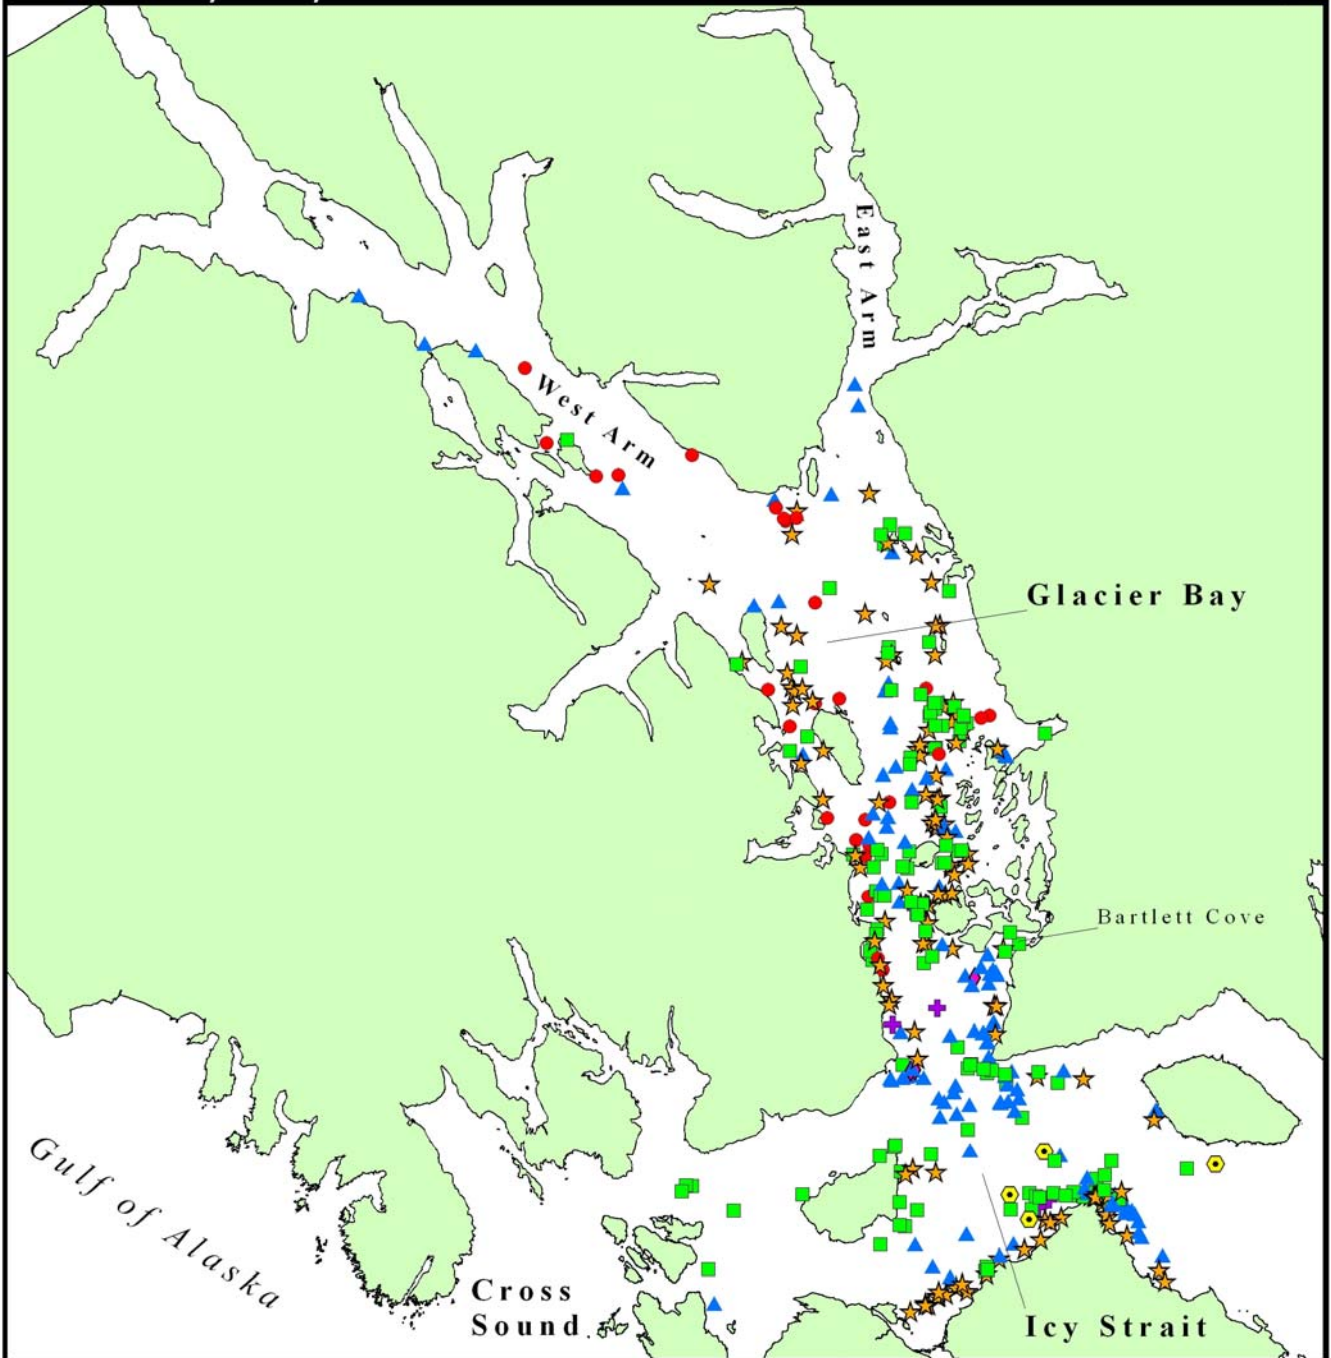 East Arm
West Arm
Glacier Bay
Bartlett Cove
Gulf of Alaska
Cross
Sound
Icy Strait